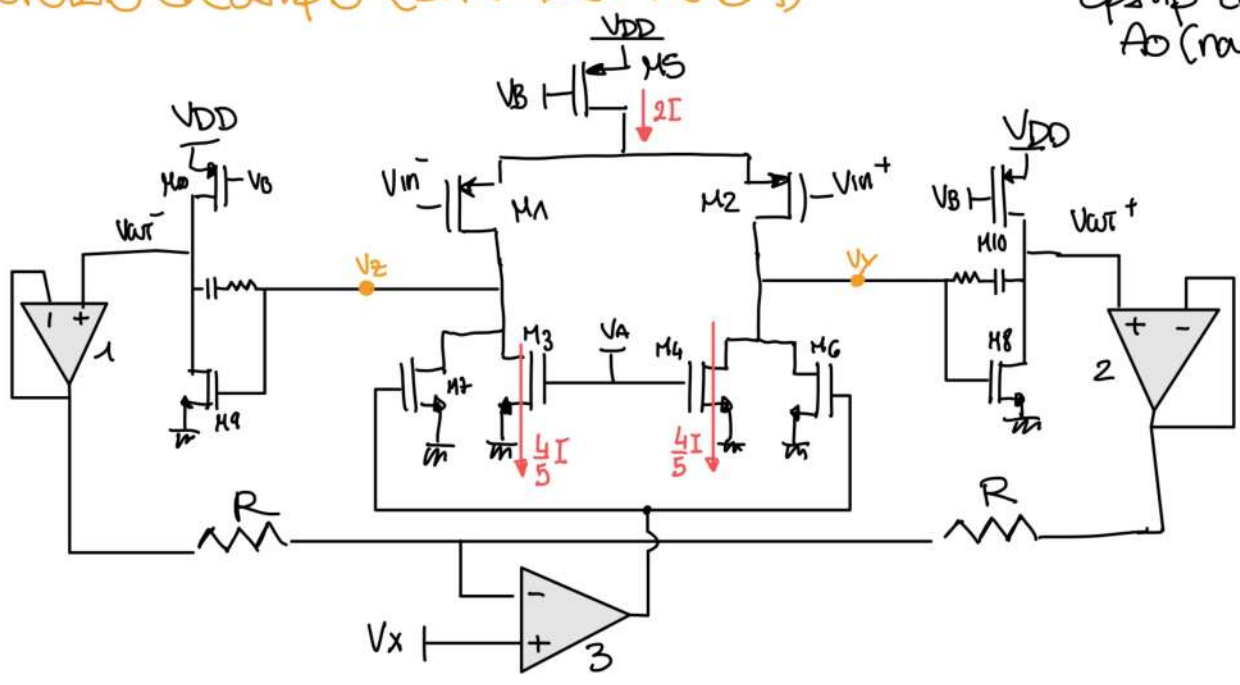 VDD
M5
VB
2I
VDD
VB
Vin-
M1
M2
Vin+
VDD
VB
M10
Vout-
Vout+
Vz
Vy
- +
1
M9
M7
M3
VA
M4
M6
M8
+ -
2
4/5 I
4/5 I
R
R
-
Vx
+
3